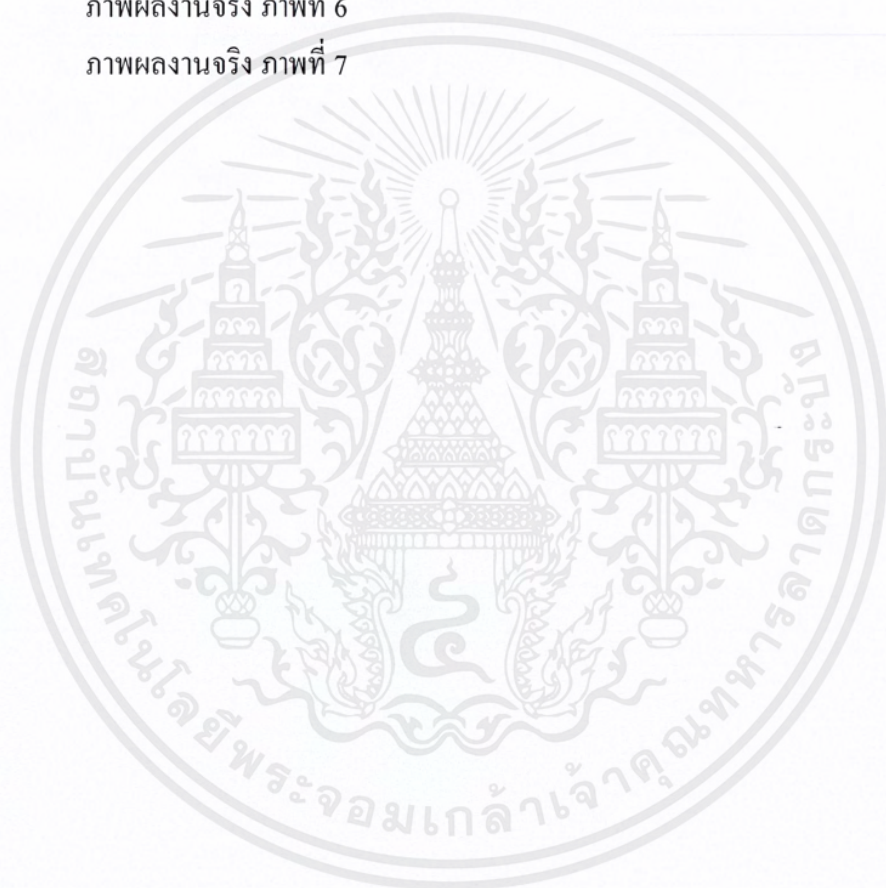 ภาพผลงานจริง ภาพที่ 6
ภาพผลงานจริง ภาพที่ 7
สถาบันเทคโนโลยีพระจอมเกล้าเจ้าคุณทหารลาดกระบัง
๔